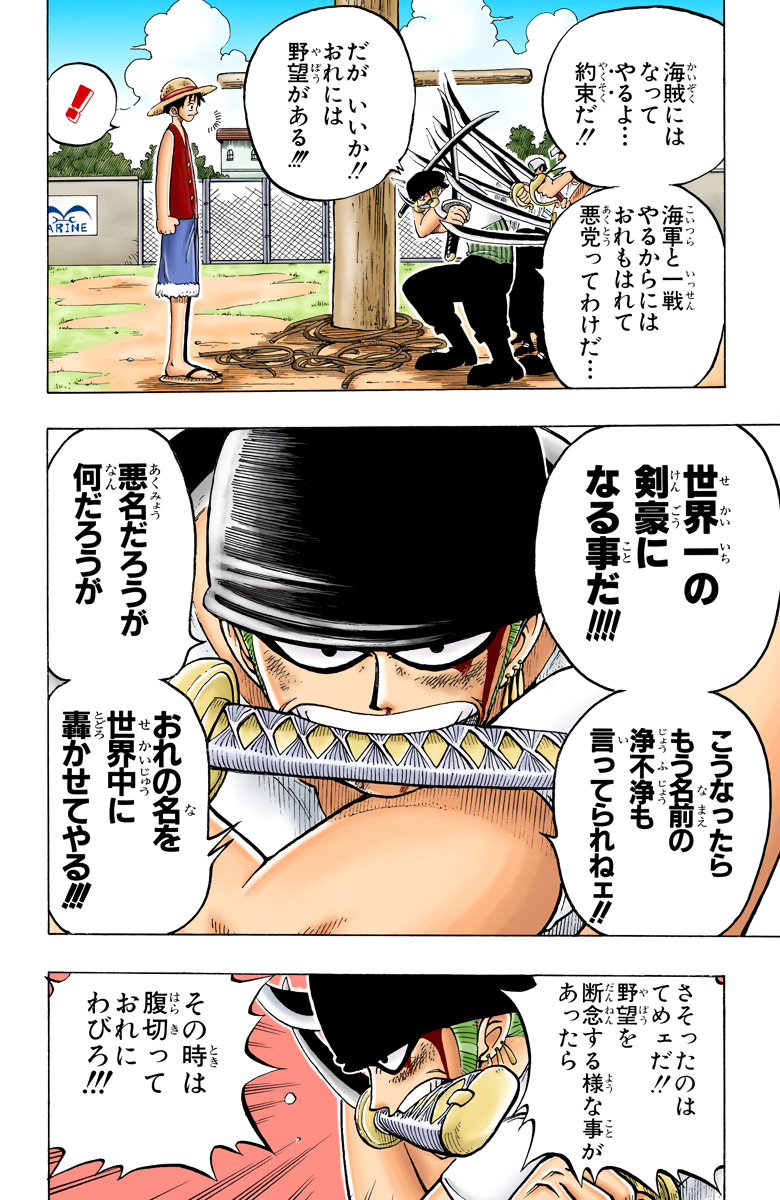 海賊には
なって
やるよ…
約束だ!!
海軍と一戦
やるからには
おれもはれて
悪党ってわけだ…
だが いいか!!
おれには
野望がある!!!
!
ARINE
世界一の
剣豪に
なる事だ!!!!
こうなったら
もう名前の
浄不浄も
言ってられねェ!!
悪名だろうが
何だろうが
おれの名を
世界中に
轟かせてやる!!!
さそったのは
てめェだ!!
野望を
断念する様な事が
あったら
その時は
腹切って
おれに
わびろ!!!